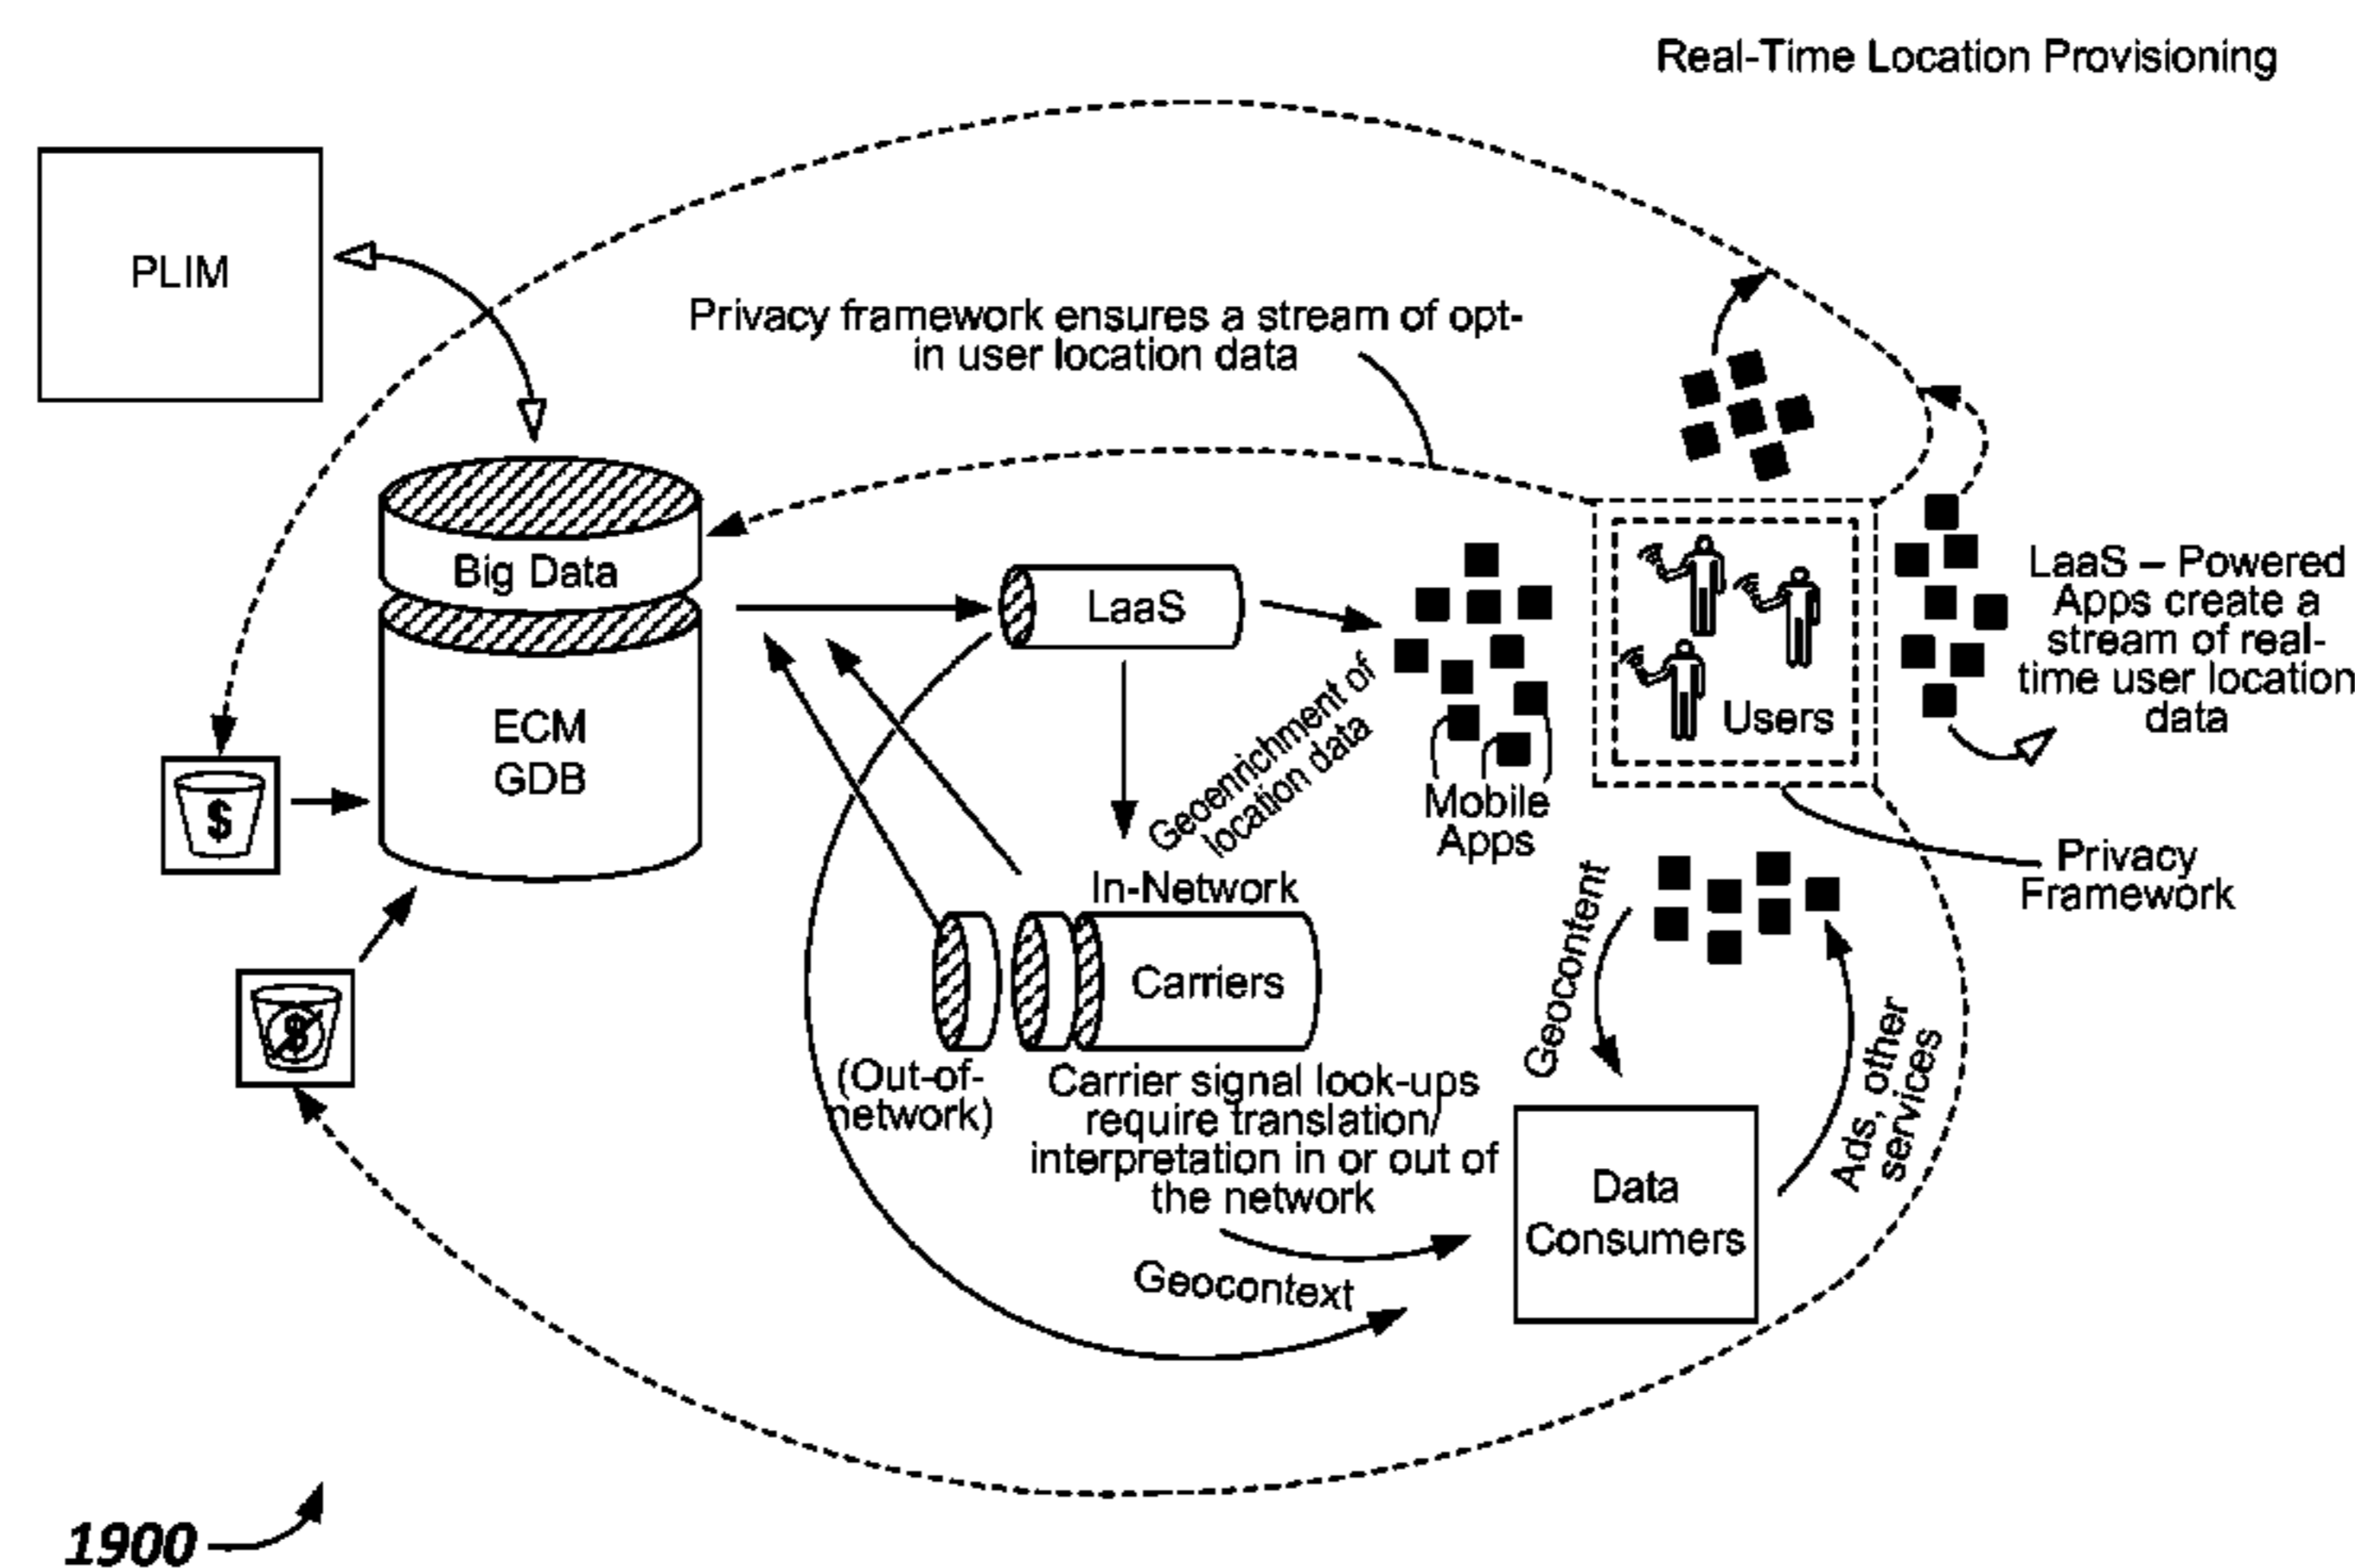 Real-Time Location Provisioning
PLIM
Privacy framework ensures a stream of opt-
in user location data
Big Data
ECM
GDB
$
$
LaaS
Geoenrichment of
location data
Mobile
Apps
Users
LaaS – Powered
Apps create a
stream of real-
time user location
data
Privacy
Framework
In-Network
Carriers
(Out-of-
network)
Carrier signal look-ups
require translation/
interpretation in or out of
the network
Geocontext
Geocontent
Data
Consumers
Ads, other
services
1900